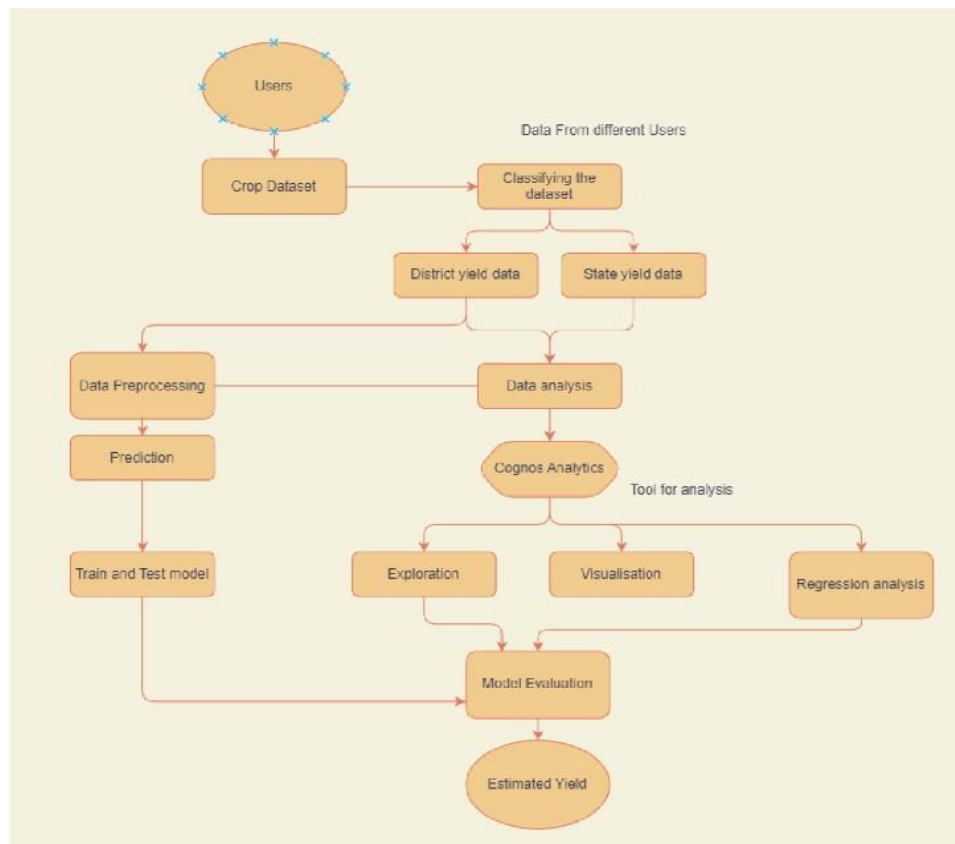 Users
Data From different Users
Crop Dataset
Classifying the
dataset
District yield data
State yield data
Data Preprocessing
Data analysis
Prediction
Cognos Analytics
Tool for analysis
Train and Test model
Exploration
Visualisation
Regression analysis
Model Evaluation
Estimated Yield